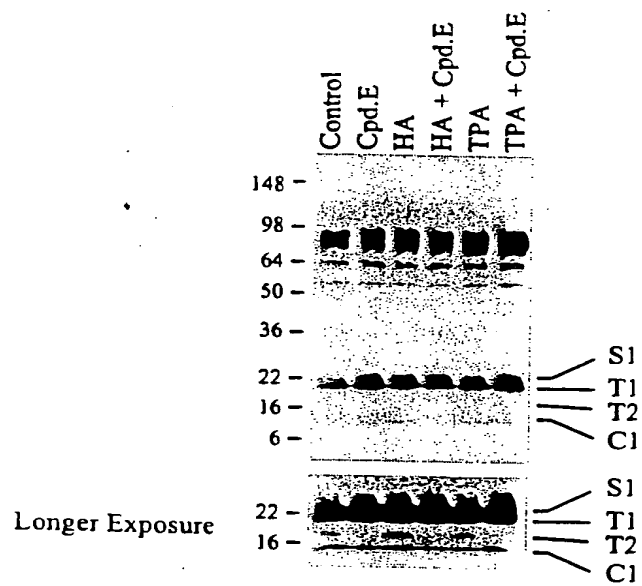 Control
Cpd.E
HA
HA + Cpd.E
TPA
TPA + Cpd.E
148
98
64
50
36
22
16
6
S1
T1
T2
C1
Longer Exposure
22
16
S1
T1
T2
C1